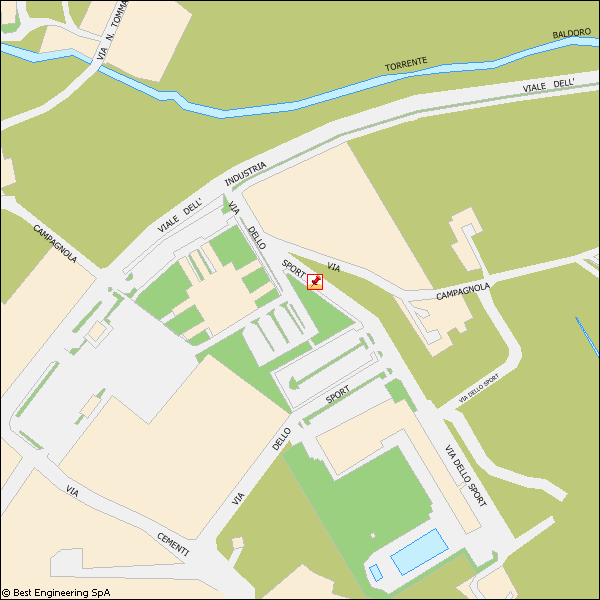 VIA N. TOMMA
BALDORO
TORRENTE
VIALE DELL'
INDUSTRIA
VIALE DELL'
VIA DELLO
CAMPAGNOLA
SPORT
VIA
CAMPAGNOLA
VIA DELLO SPORT
SPORT
DELLO
VIA
VIA DELLO SPORT
VIA
CEMENTI
© Best Engineering SpA